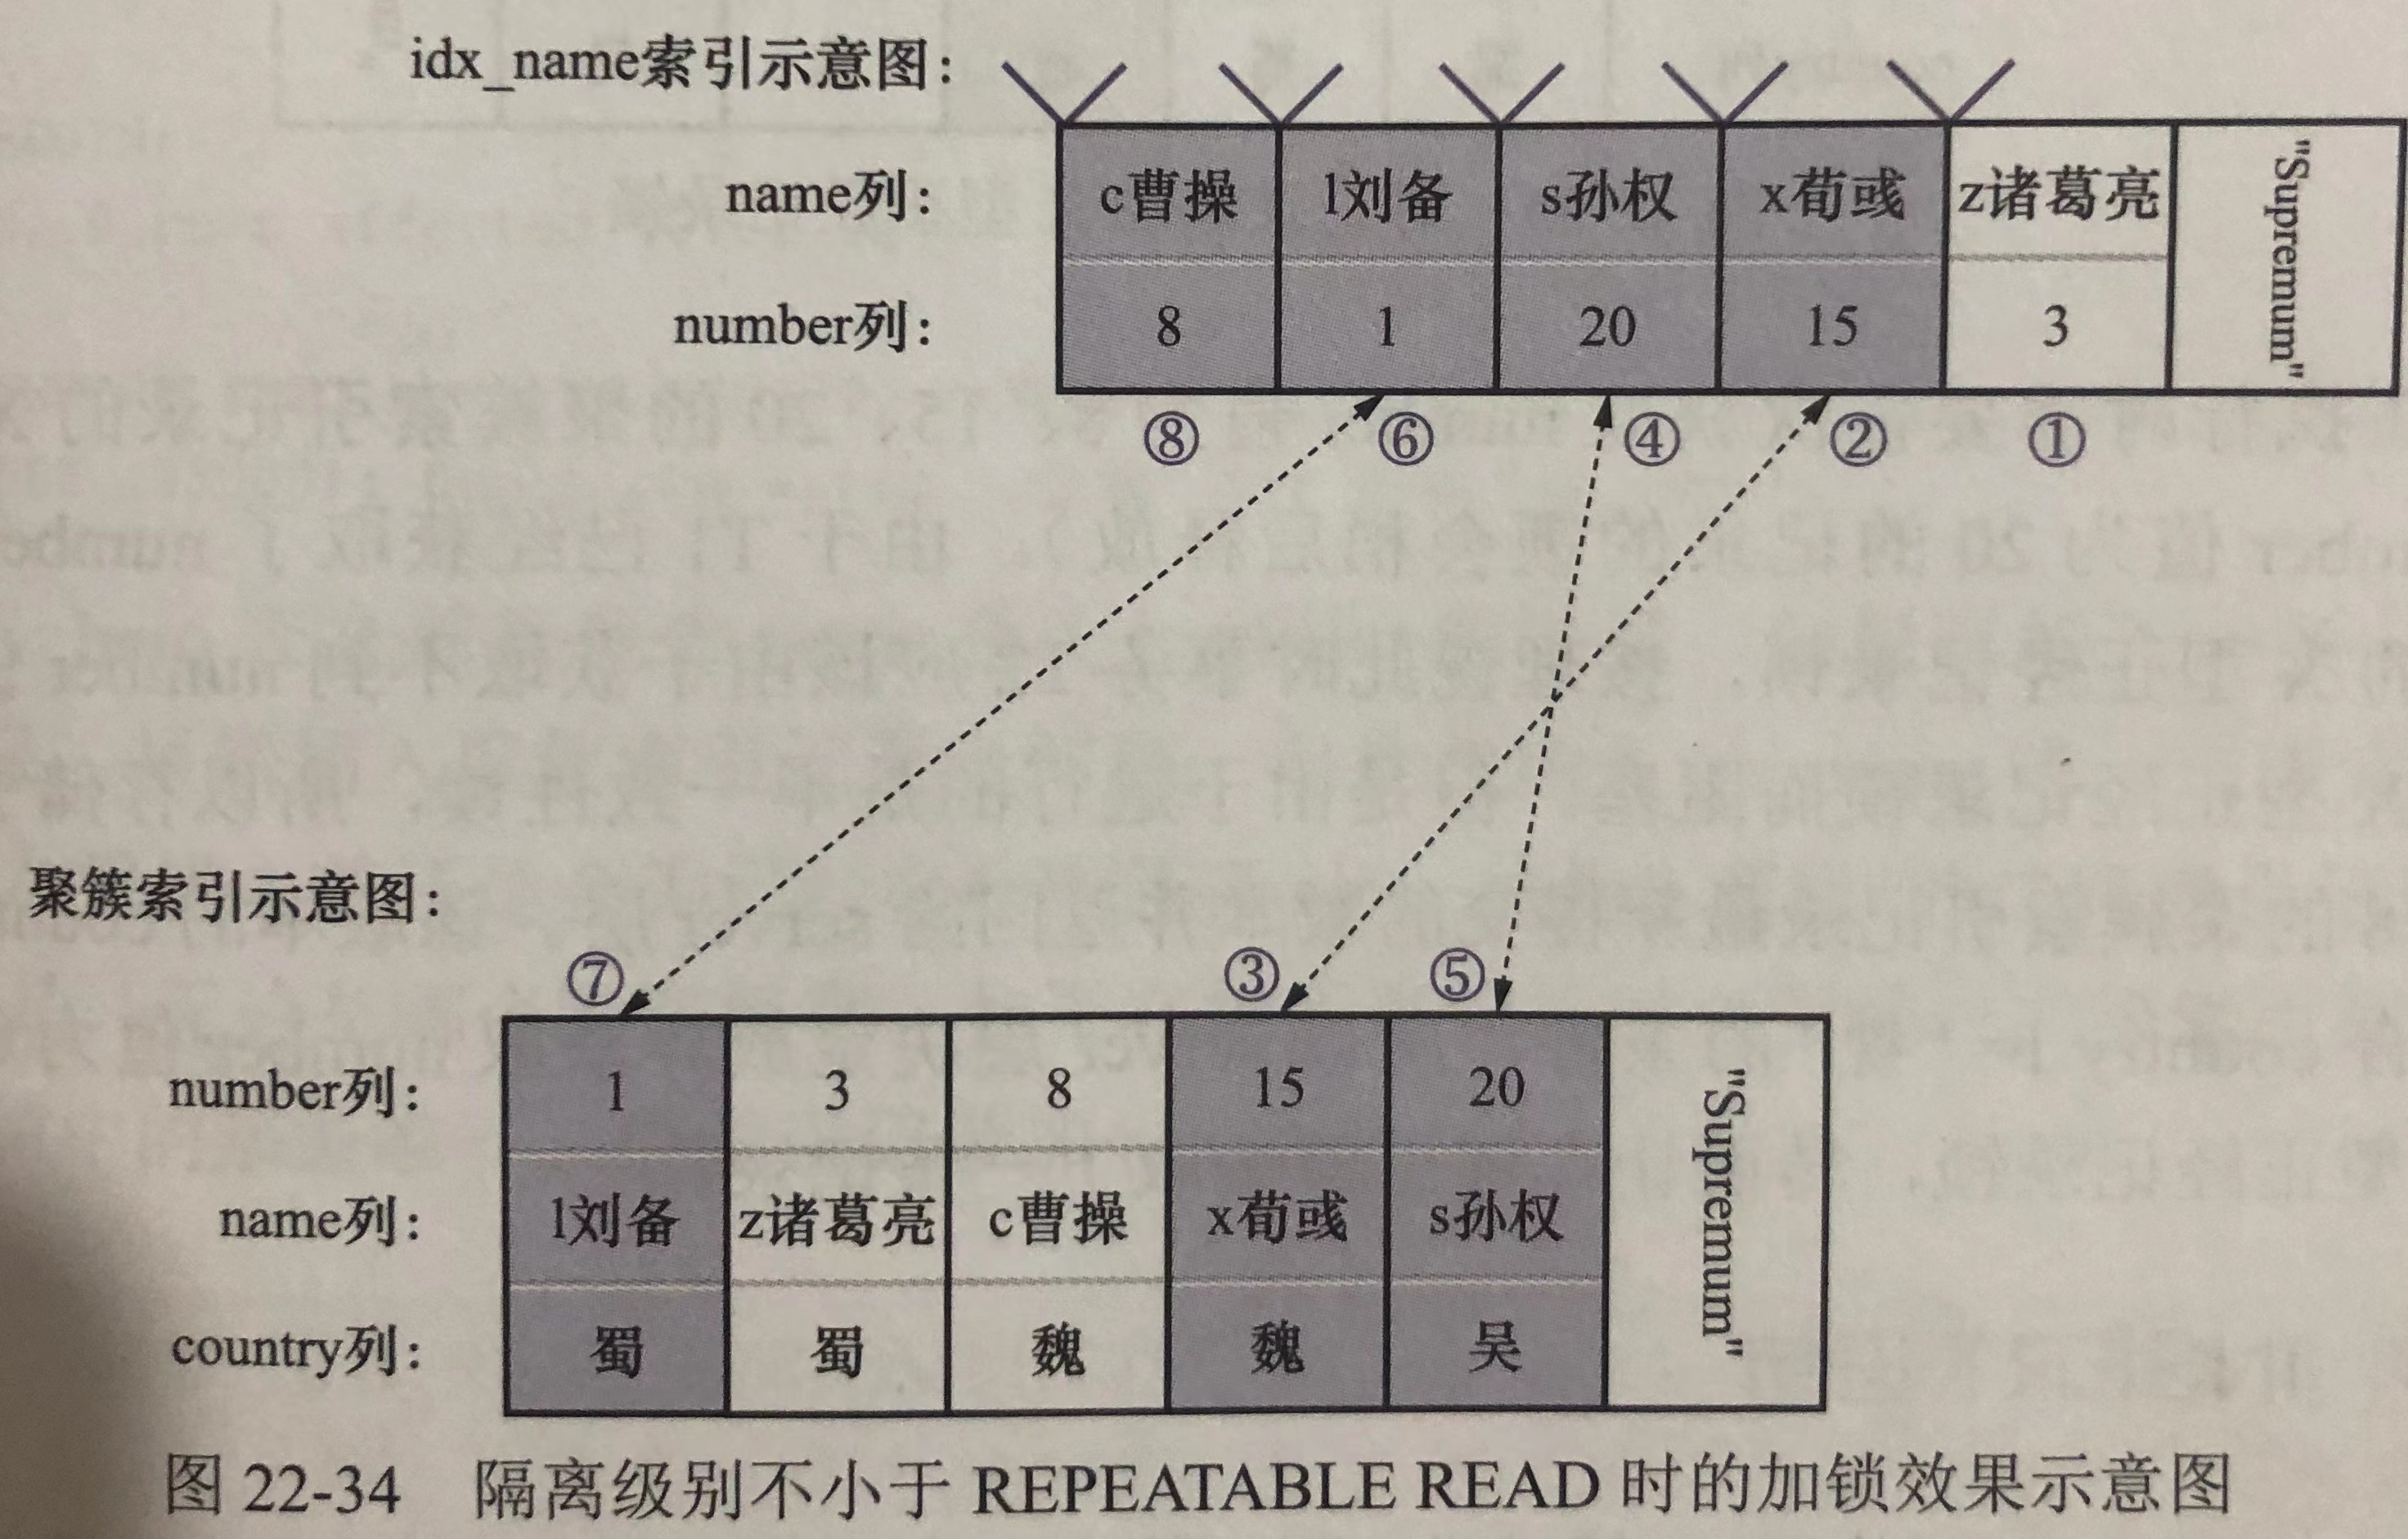 idx_name索引示意图：
name列： c曹操 l刘备 s孙权 x荀彧 z诸葛亮 "Supremum"
number列： 8 1 20 15 3
⑧ ⑥ ④ ② ①
聚簇索引示意图：
⑦ ③ ⑤
number列： 1 3 8 15 20 "Supremum"
name列： l刘备 z诸葛亮 c曹操 x荀彧 s孙权
country列： 蜀 蜀 魏 魏 吴
图 22-34 隔离级别不小于 REPEATABLE READ 时的加锁效果示意图